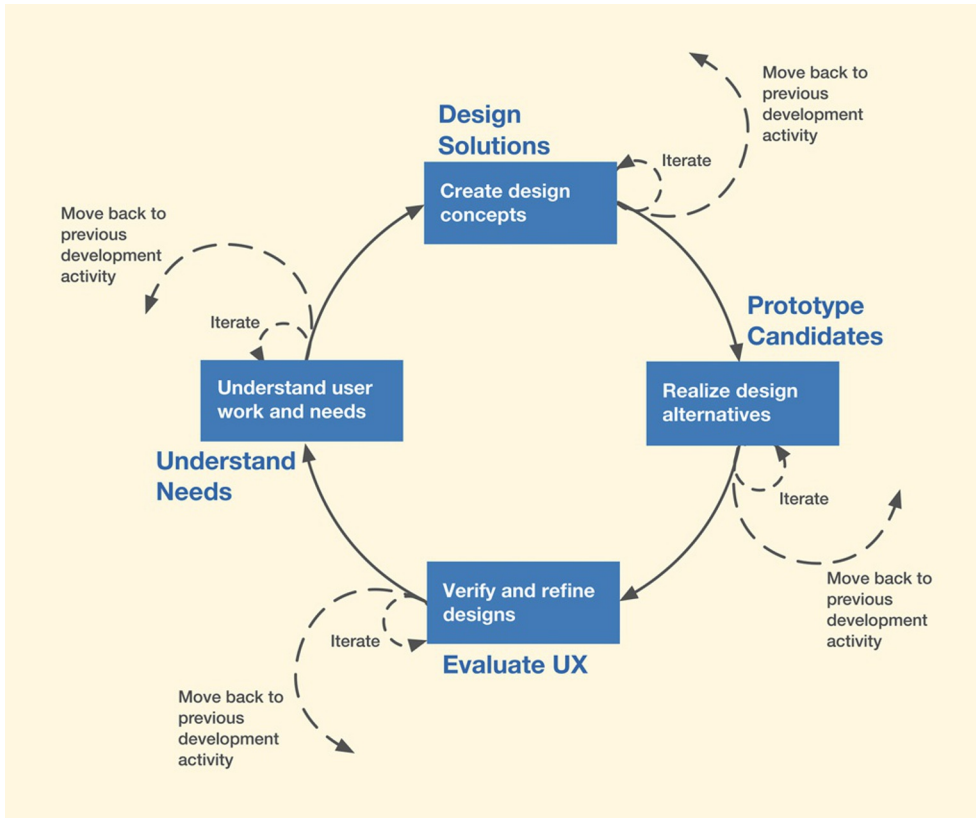 Design
Solutions
Create design
concepts
Iterate
Move back to
previous
development
activity
Prototype
Candidates
Realize design
alternatives
Iterate
Move back to
previous
development
activity
Verify and refine
designs
Evaluate UX
Iterate
Move back to
previous
development
activity
Understand user
work and needs
Understand
Needs
Iterate
Move back to
previous
development
activity